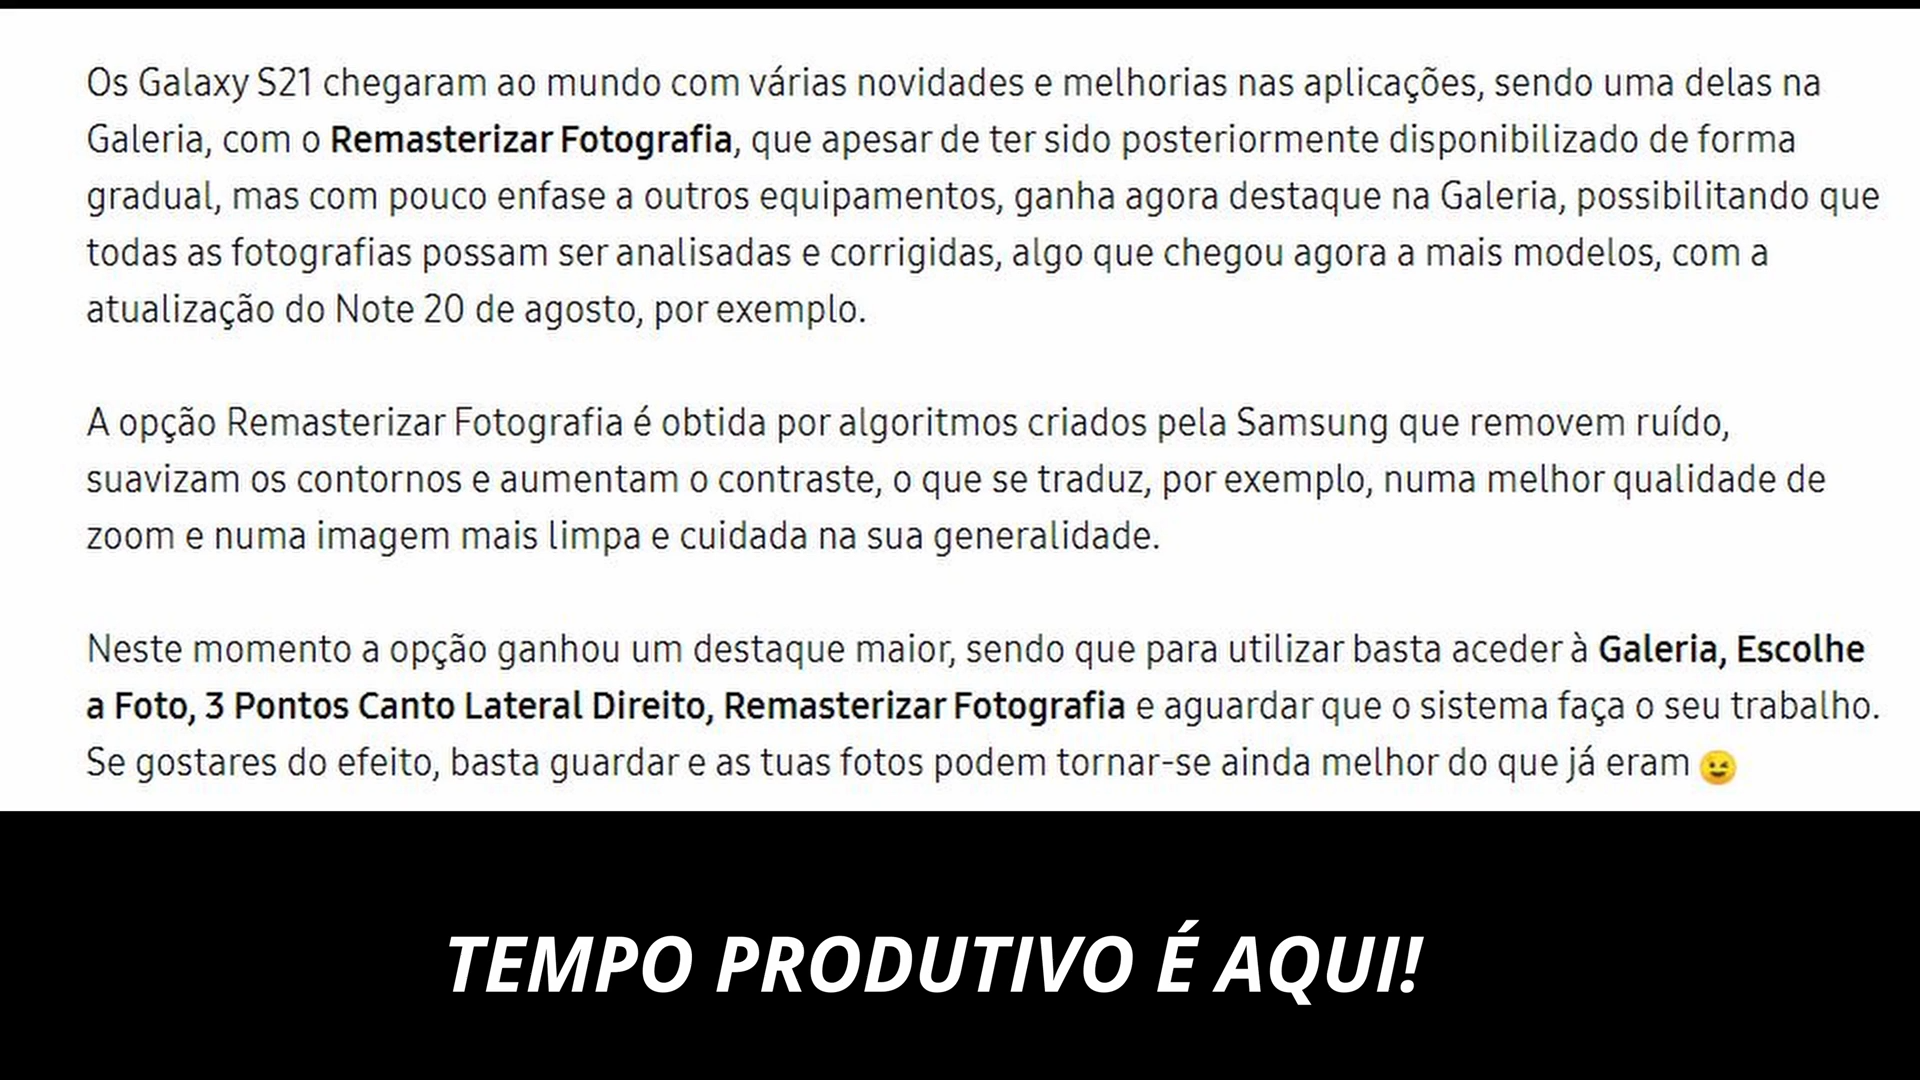 Os Galaxy S21 chegaram ao mundo com várias novidades e melhorias nas aplicações, sendo uma delas na
Galeria, com o Remasterizar Fotografia, que apesar de ter sido posteriormente disponibilizado de forma
gradual, mas com pouco enfase a outros equipamentos, ganha agora destaque na Galeria, possibilitando que
todas as fotografias possam ser analisadas e corrigidas, algo que chegou agora a mais modelos, com a
atualização do Note 20 de agosto, por exemplo.
A opção Remasterizar Fotografia é obtida por algoritmos criados pela Samsung que removem ruído,
suavizam os contornos e aumentam o contraste, o que se traduz, por exemplo, numa melhor qualidade de
zoom e numa imagem mais limpa e cuidada na sua generalidade.
Neste momento a opção ganhou um destaque maior, sendo que para utilizar basta aceder à Galeria, Escolhe
a Foto, 3 Pontos Canto Lateral Direito, Remasterizar Fotografia e aguardar que o sistema faça o seu trabalho.
Se gostares do efeito, basta guardar e as tuas fotos podem tornar-se ainda melhor do que já eram 😉
TEMPO PRODUTIVO É AQUI!